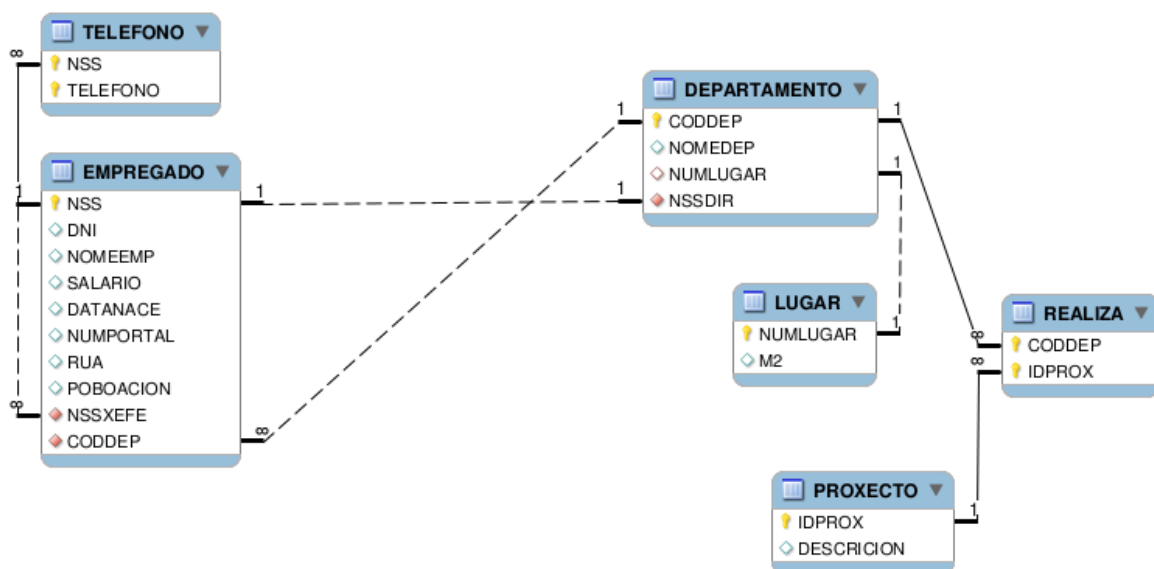 TELEFONO
NSS
TELEFONO
∞
1
EMPREGADO
NSS
DNI
NOMEEMP
SALARIO
DATANACE
NUMPORTAL
RUA
POBOACION
NSSXEFE
CODDEP
∞
1
∞
1
1
DEPARTAMENTO
CODDEP
NOMEDEP
NUMLUGAR
NSSDIR
1
1
LUGAR
NUMLUGAR
M2
1
REALIZA
CODDEP
IDPROX
∞
∞
PROXECTO
IDPROX
DESCRICION
1